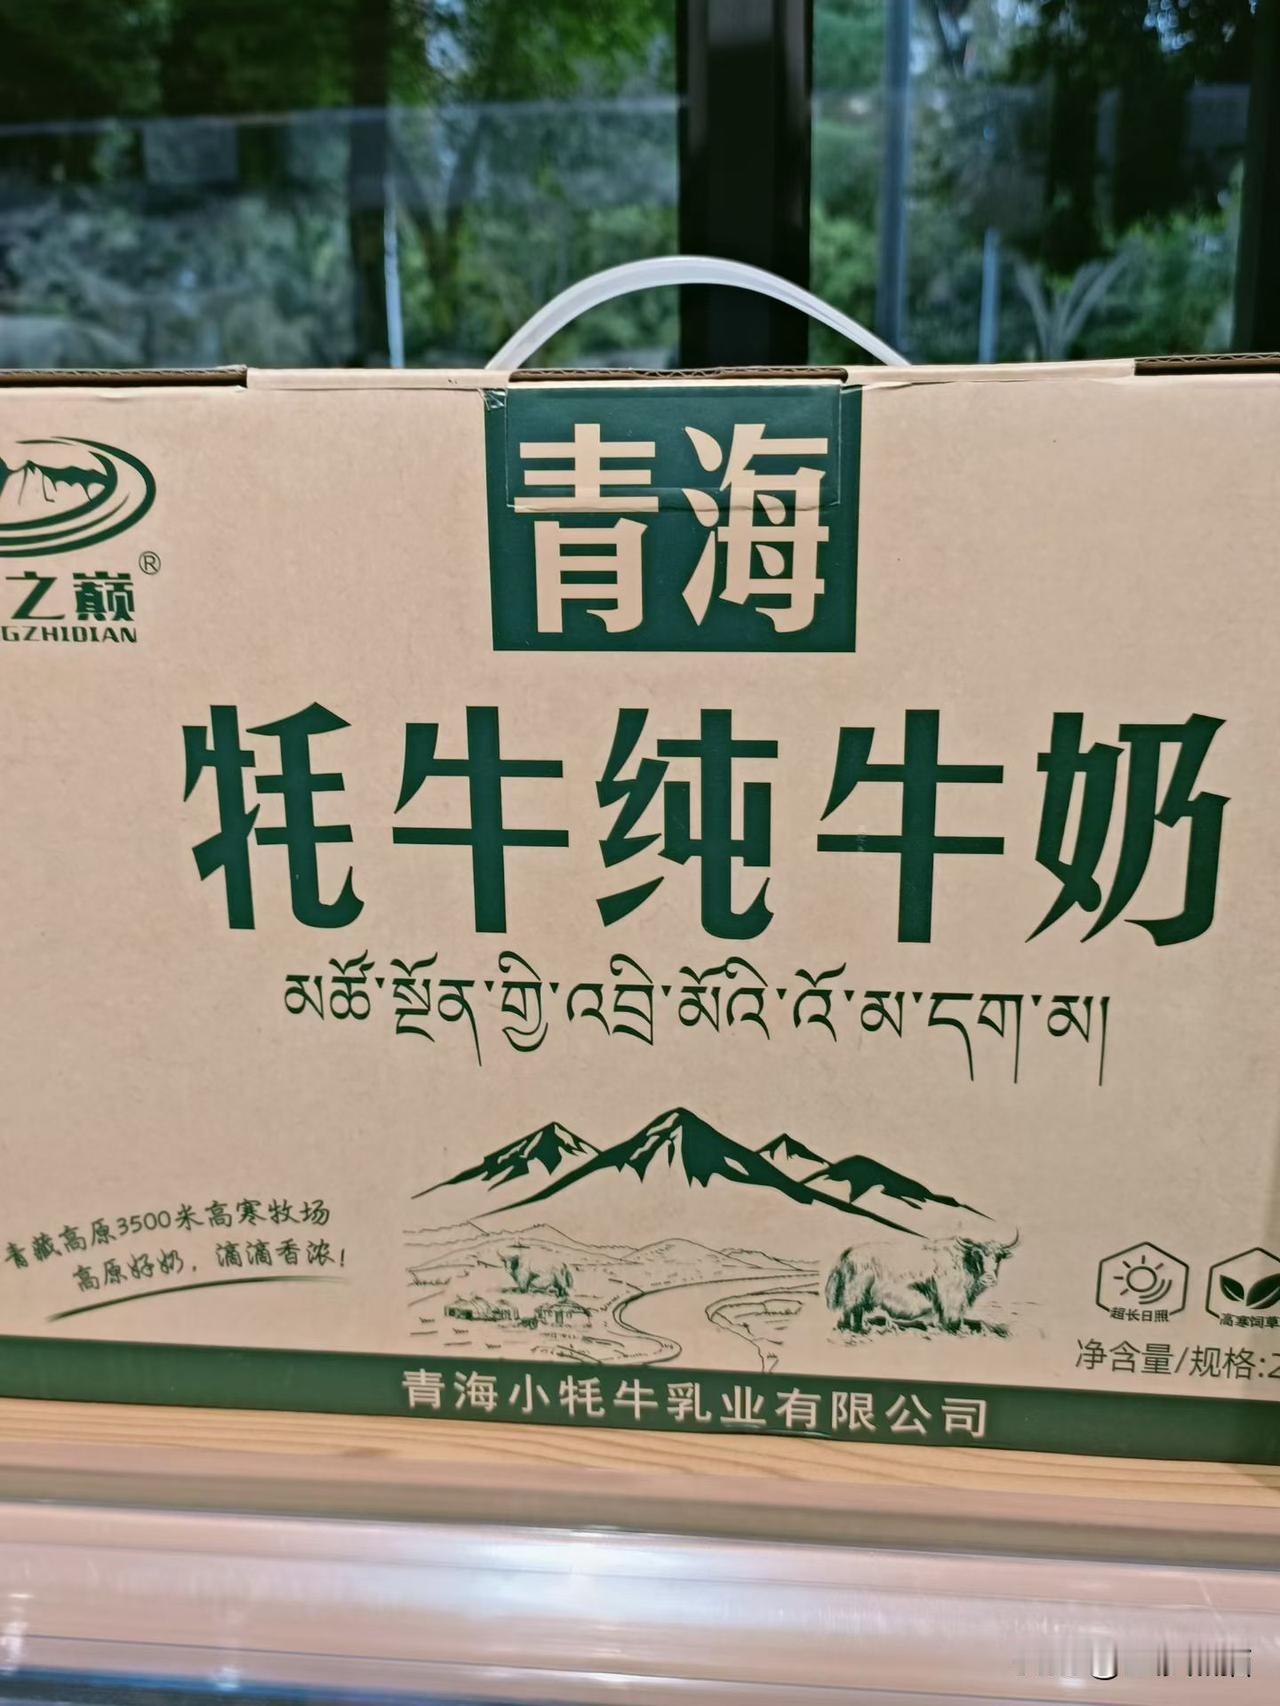 青海
之巅®
GZHIDIAN
牦牛纯牛奶
མཚོ་སྔོན་གྱི་འབྲི་མོའི་འོ་མ་དག་མ།
青藏高原3500米高寒牧场
高原好奶，滴滴香浓！
超长日照
高寒饲草
净含量/规格:2
青海小牦牛乳业有限公司